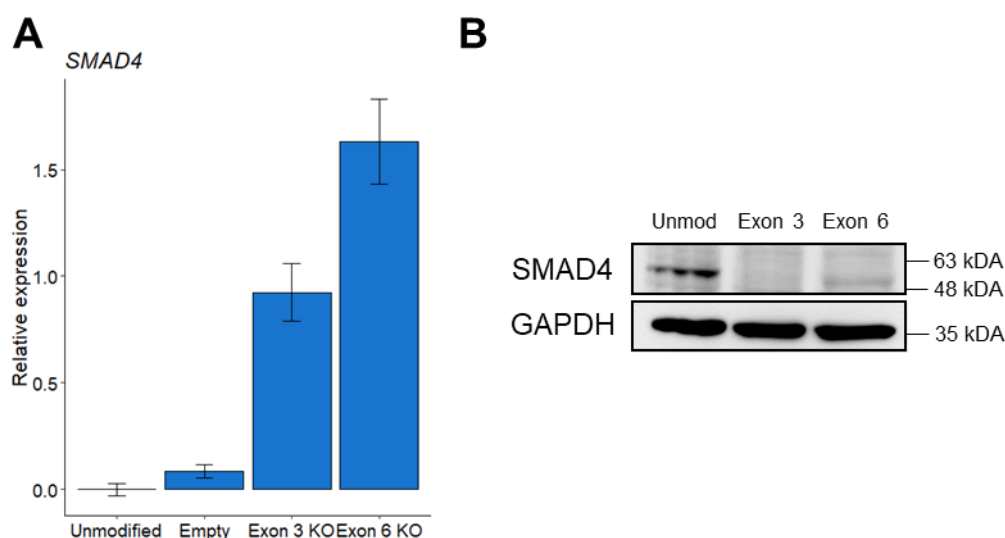 A
SMAD4
Relative expression
1.5
1.0
0.5
0.0
Unmodified Empty Exon 3 KO Exon 6 KO
B
Unmod Exon 3 Exon 6
SMAD4
63 kDA
48 kDA
GAPDH
35 kDA